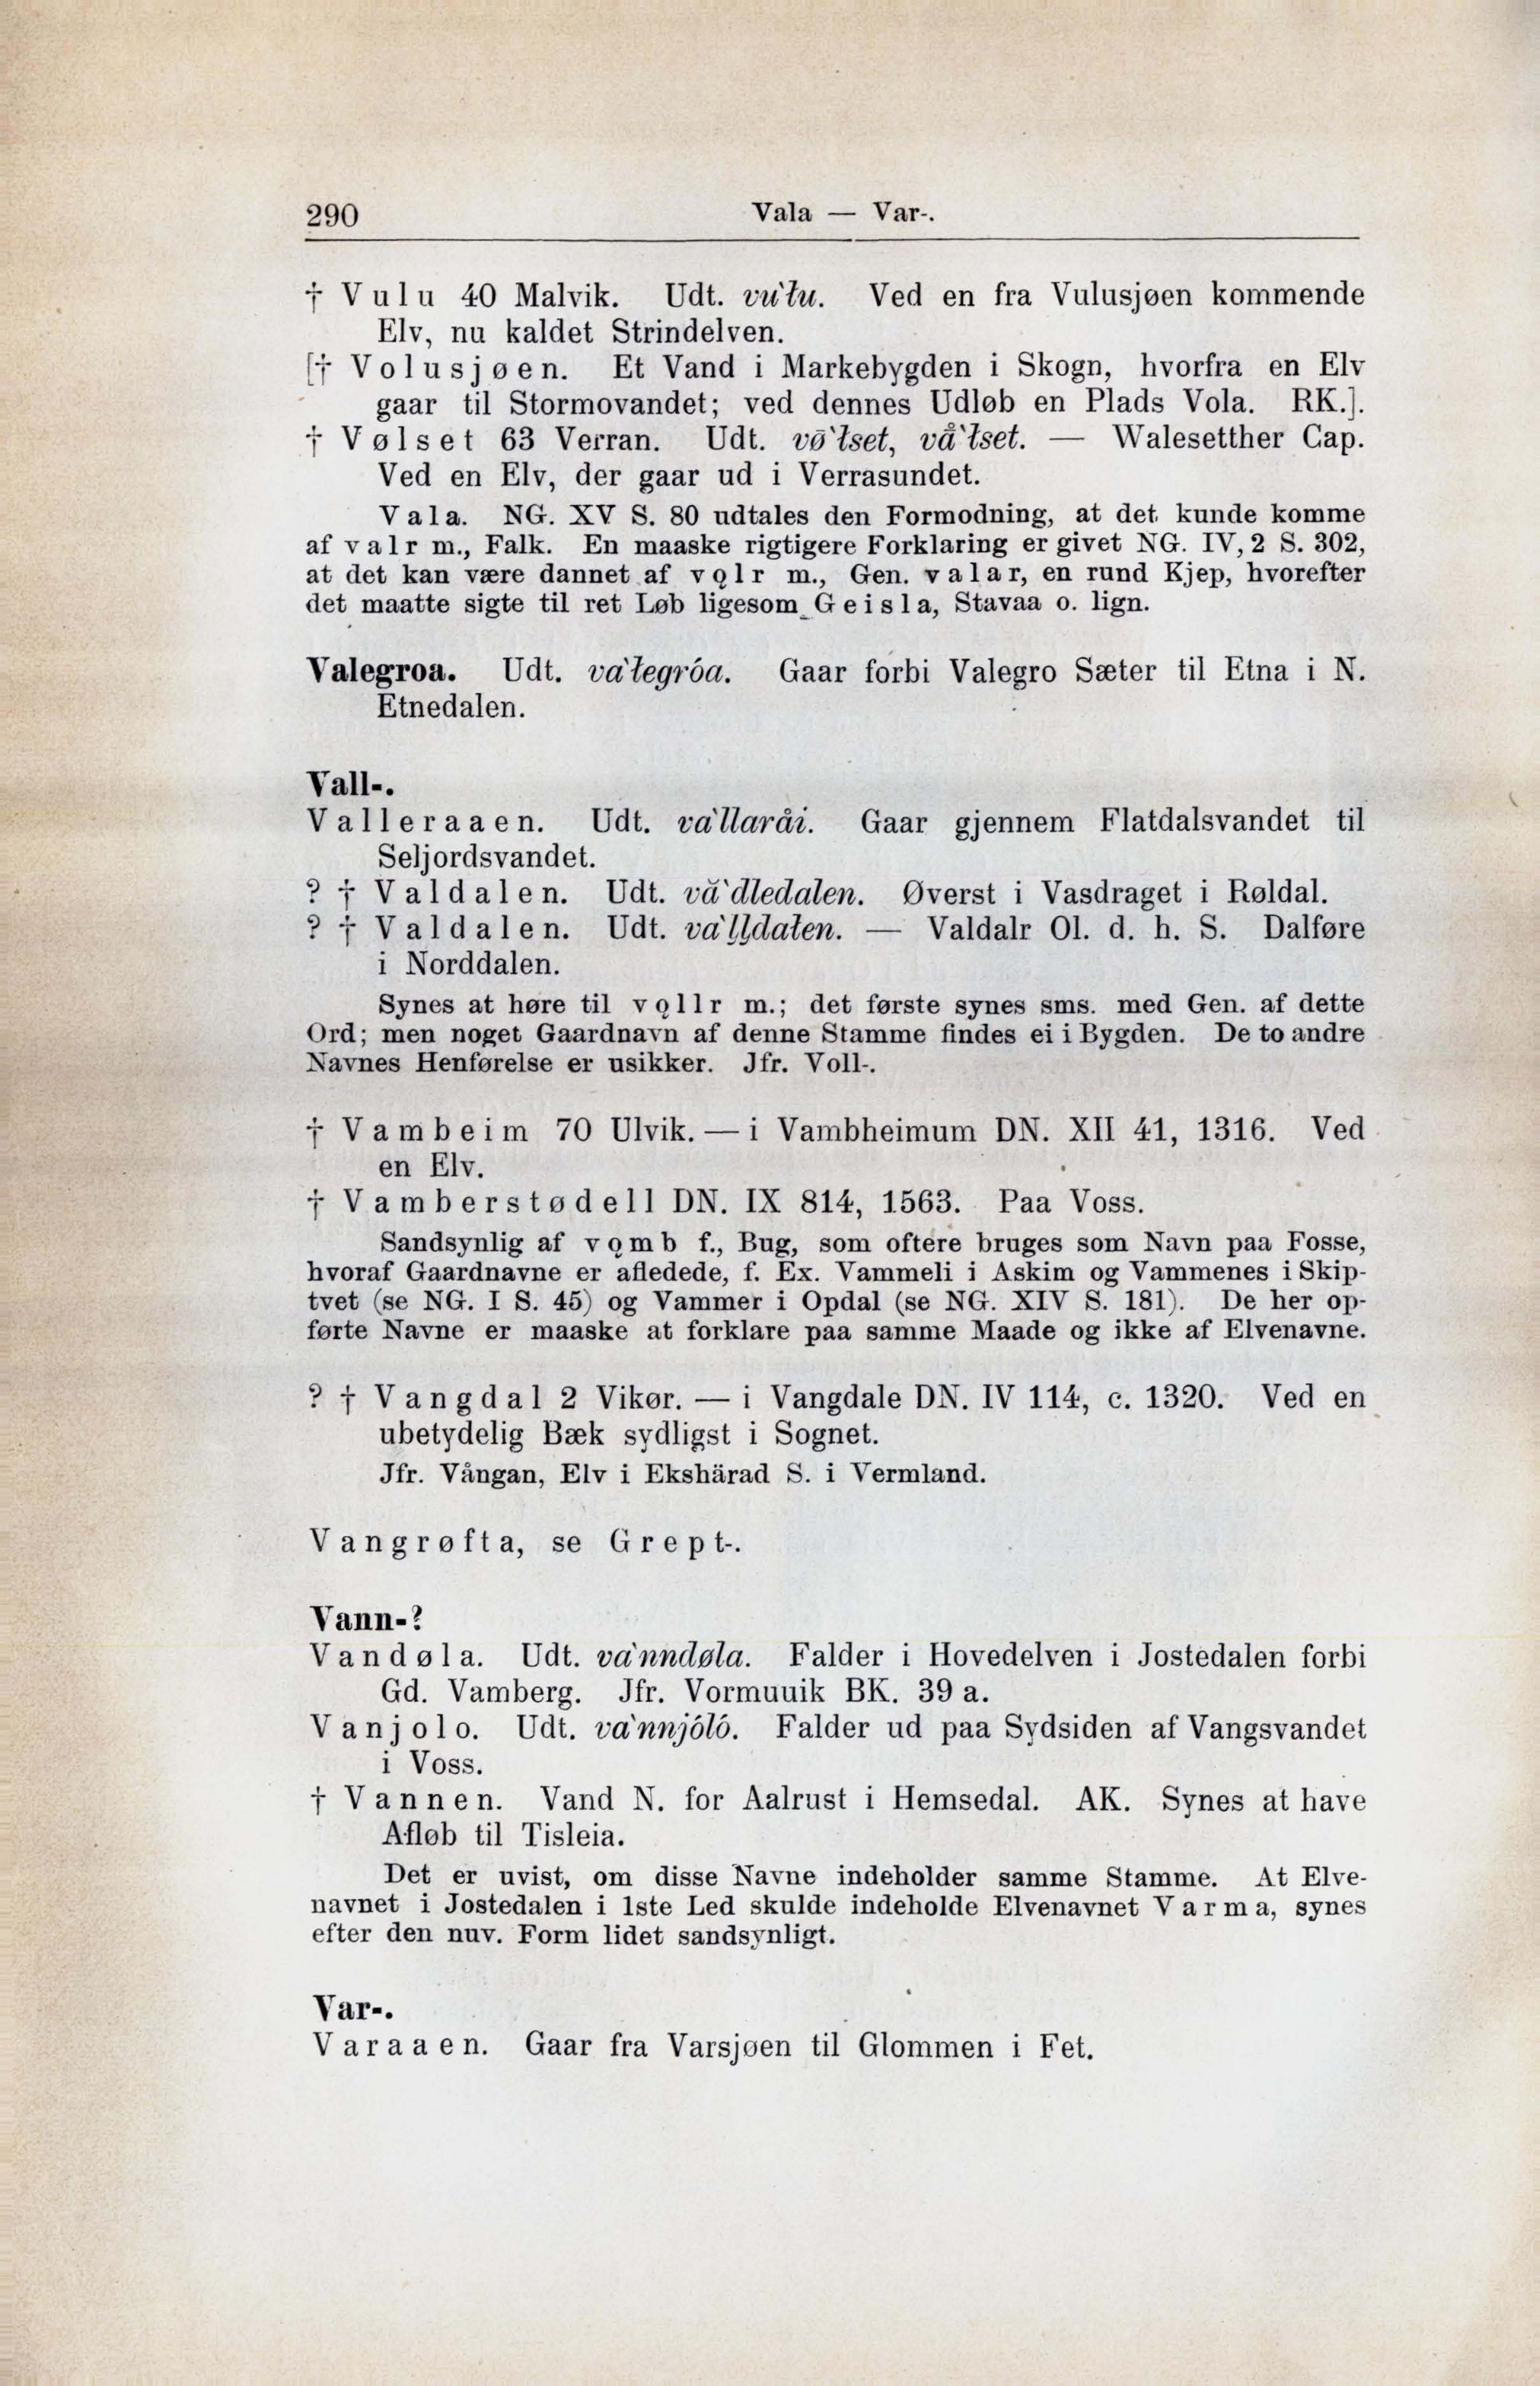 290
Vala — Var-.
† Vulu 40 Malvik. Udt. vu`łu. Ved en fra Vulusjøen kommende
Elv, nu kaldet Strindelven.
[† Volusjøen. Et Vand i Markebygden i Skogn, hvorfra en Elv
gaar til Stormovandet; ved dennes Udløb en Plads Vola. RK.].
† Vølset 63 Verran. Udt. vō`łset, vå̄`łset. — Walesetther Cap.
Ved en Elv, der gaar ud i Verrasundet.
Vala. NG. XV S. 80 udtales den Formodning, at det kunde komme
af valr m., Falk. En maaske rigtigere Forklaring er givet NG. IV, 2 S. 302,
at det kan være dannet af vǫlr m., Gen. valar, en rund Kjep, hvorefter
det maatte sigte til ret Løb ligesom Geisla, Stavaa o. lign.
Valegroa. Udt. va`łegróa. Gaar forbi Valegro Sæter til Etna i N.
Etnedalen.
Vall-.
Valleraaen. Udt. va`llaråi. Gaar gjennem Flatdalsvandet til
Seljordsvandet.
? † Valdalen. Udt. vā`dledalen. Øverst i Vasdraget i Røldal.
? † Valdalen. Udt. va`l̡l̡dałen. — Valdalr Ol. d. h. S. Dalføre
i Norddalen.
Synes at høre til vǫllr m.; det første synes sms. med Gen. af dette
Ord; men noget Gaardnavn af denne Stamme findes ei i Bygden. De to andre
Navnes Henførelse er usikker. Jfr. Voll-.
† Vambeim 70 Ulvik. — i Vambheimum DN. XII 41, 1316. Ved
en Elv.
† Vamberstødell DN. IX 814, 1563. Paa Voss.
Sandsynlig af vǫmb f., Bug, som oftere bruges som Navn paa Fosse,
hvoraf Gaardnavne er afledede, f. Ex. Vammeli i Askim og Vammenes i Skip-
tvet (se NG. I S. 45) og Vammer i Opdal (se NG. XIV S. 181). De her op-
førte Navne er maaske at forklare paa samme Maade og ikke af Elvenavne.
? † Vangdal 2 Vikør. — i Vangdale DN. IV 114, c. 1320. Ved en
ubetydelig Bæk sydligst i Sognet.
Jfr. Vångan, Elv i Ekshärad S. i Vermland.
Vangrøfta, se Grept-.
Vann-?
Vandøla. Udt. va`nndøla. Falder i Hovedelven i Jostedalen forbi
Gd. Vamberg. Jfr. Vormuuik BK. 39 a.
Vanjolo. Udt. va`nnjóló. Falder ud paa Sydsiden af Vangsvandet
i Voss.
† Vannen. Vand N. for Aalrust i Hemsedal. AK. Synes at have
Afløb til Tisleia.
Det er uvist, om disse Navne indeholder samme Stamme. At Elve-
navnet i Jostedalen i 1ste Led skulde indeholde Elvenavnet Varma, synes
efter den nuv. Form lidet sandsynligt.
Var-.
Varaaen. Gaar fra Varsjøen til Glommen i Fet.